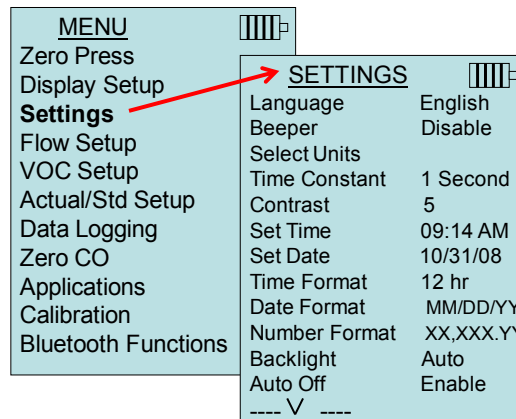 MENU
Zero Press
Display Setup
Settings
Flow Setup
VOC Setup
Actual/Std Setup
Data Logging
Zero CO
Applications
Calibration
Bluetooth Functions
SETTINGS
Language English
Beeper Disable
Select Units
Time Constant 1 Second
Contrast 5
Set Time 09:14 AM
Set Date 10/31/08
Time Format 12 hr
Date Format MM/DD/YY
Number Format XX,XXX.YY
Backlight Auto
Auto Off Enable
---- V ----